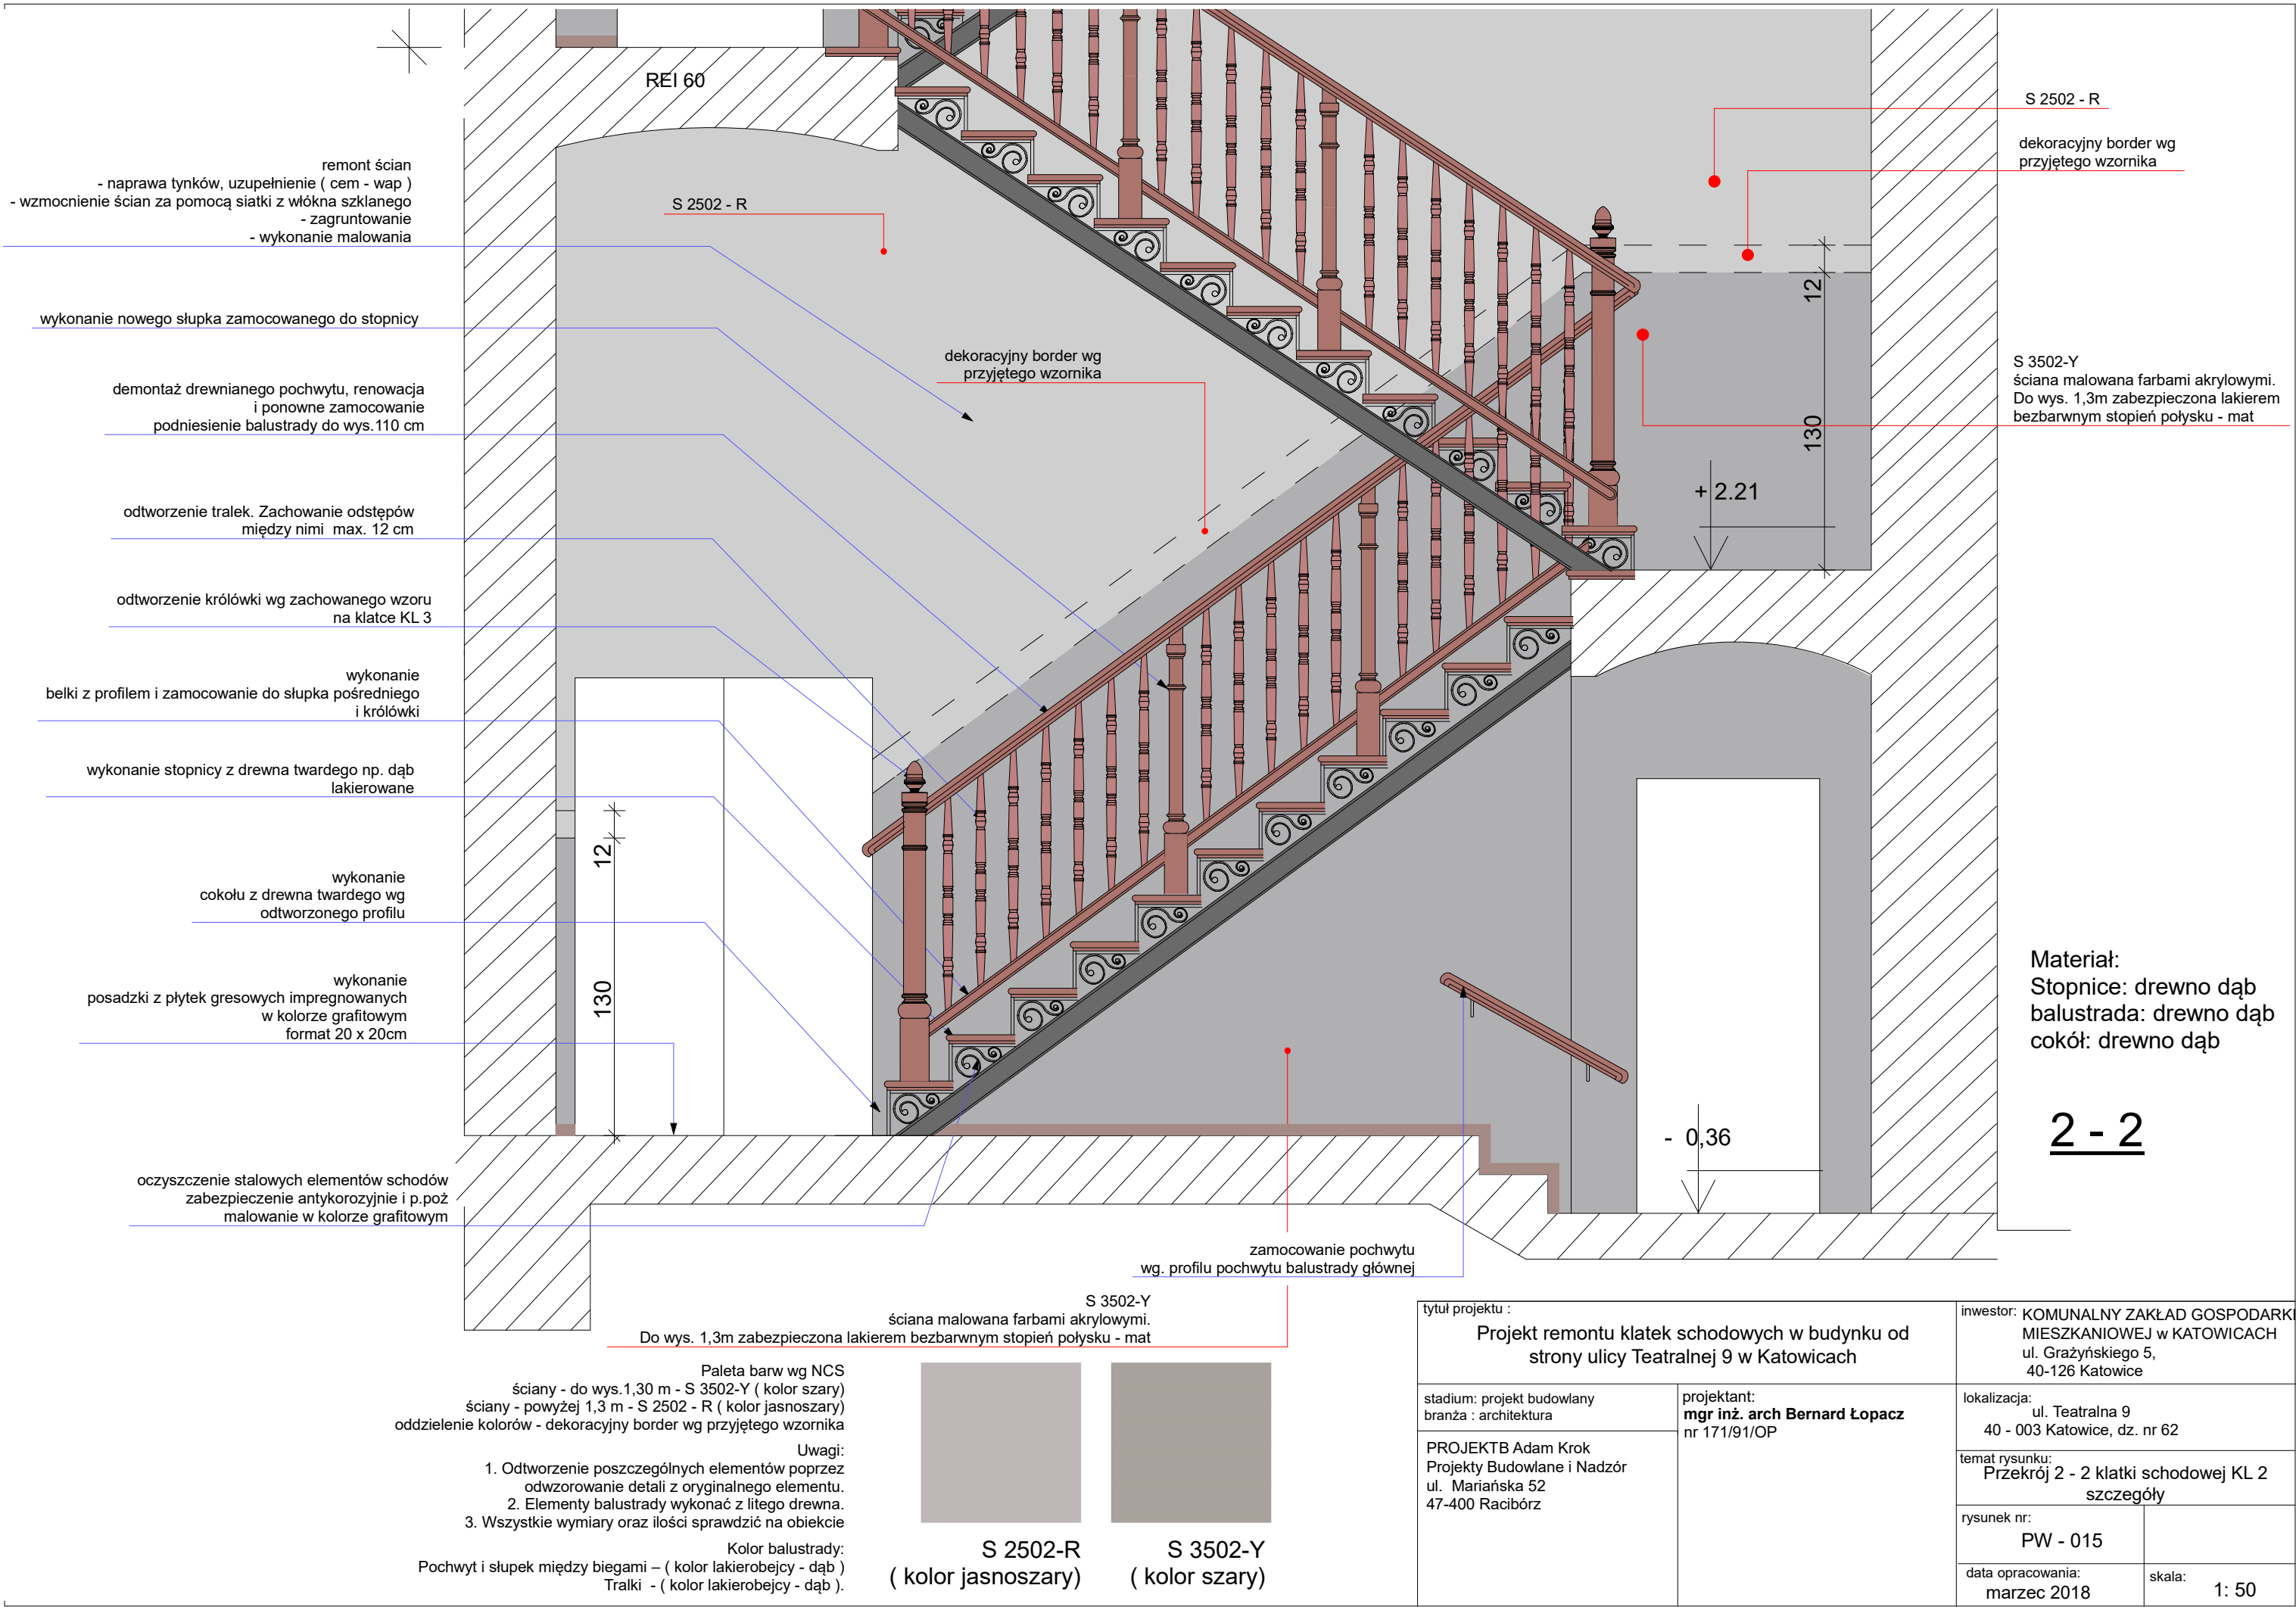 REI 60
S 2502 - R
dekoracyjny border wg
przyjętego wzornika
remont ścian
- naprawa tynków, uzupełnienie ( cem - wap )
- wzmocnienie ścian za pomocą siatki z włókna szklanego
- zagruntowanie
- wykonanie malowania
S 2502 - R
wykonanie nowego słupka zamocowanego do stopnicy
dekoracyjny border wg
przyjętego wzornika
12
S 3502-Y
ściana malowana farbami akrylowymi.
Do wys. 1,3m zabezpieczona lakierem
bezbarwnym stopień połysku - mat
130
+ 2.21
demontaż drewnianego pochwytu, renowacja
i ponowne zamocowanie
podniesienie balustrady do wys.110 cm
odtworzenie tralek. Zachowanie odstępów
między nimi  max. 12 cm
odtworzenie królówki wg zachowanego wzoru
na klatce KL 3
wykonanie
belki z profilem i zamocowanie do słupka pośredniego
i królówki
wykonanie stopnicy z drewna twardego np. dąb
lakierowane
12
wykonanie
cokołu z drewna twardego wg
odtworzonego profilu
130
wykonanie
posadzki z płytek gresowych impregnowanych
w kolorze grafitowym
format 20 x 20cm
Materiał:
Stopnice: drewno dąb
balustrada: drewno dąb
cokół: drewno dąb
2 - 2
- 0,36
oczyszczenie stalowych elementów schodów
zabezpieczenie antykorozyjnie i p.poż
malowanie w kolorze grafitowym
zamocowanie pochwytu
wg. profilu pochwytu balustrady głównej
S 3502-Y
ściana malowana farbami akrylowymi.
Do wys. 1,3m zabezpieczona lakierem bezbarwnym stopień połysku - mat
Paleta barw wg NCS
ściany - do wys.1,30 m - S 3502-Y ( kolor szary)
ściany - powyżej 1,3 m - S 2502 - R ( kolor jasnoszary)
oddzielenie kolorów - dekoracyjny border wg przyjętego wzornika
Uwagi:
1. Odtworzenie poszczególnych elementów poprzez
odwzorowanie detali z oryginalnego elementu.
2. Elementy balustrady wykonać z litego drewna.
3. Wszystkie wymiary oraz ilości sprawdzić na obiekcie
Kolor balustrady:
Pochwyt i słupek między biegami – ( kolor lakierobejcy - dąb )
Tralki  - ( kolor lakierobejcy - dąb ).
S 2502-R
( kolor jasnoszary)
S 3502-Y
( kolor szary)
tytuł projektu :
Projekt remontu klatek schodowych w budynku od
strony ulicy Teatralnej 9 w Katowicach
inwestor: KOMUNALNY ZAKŁAD GOSPODARKI
MIESZKANIOWEJ w KATOWICACH
ul. Grażyńskiego 5,
40-126 Katowice
stadium: projekt budowlany
branża : architektura
projektant:
mgr inż. arch Bernard Łopacz
nr 171/91/OP
PROJEKTB Adam Krok
Projekty Budowlane i Nadzór
ul.  Mariańska 52
47-400 Racibórz
lokalizacja:
ul. Teatralna 9
40 - 003 Katowice, dz. nr 62
temat rysunku:
Przekrój 2 - 2 klatki schodowej KL 2
szczegóły
rysunek nr:
PW - 015
data opracowania:
marzec 2018
skala:
1: 50